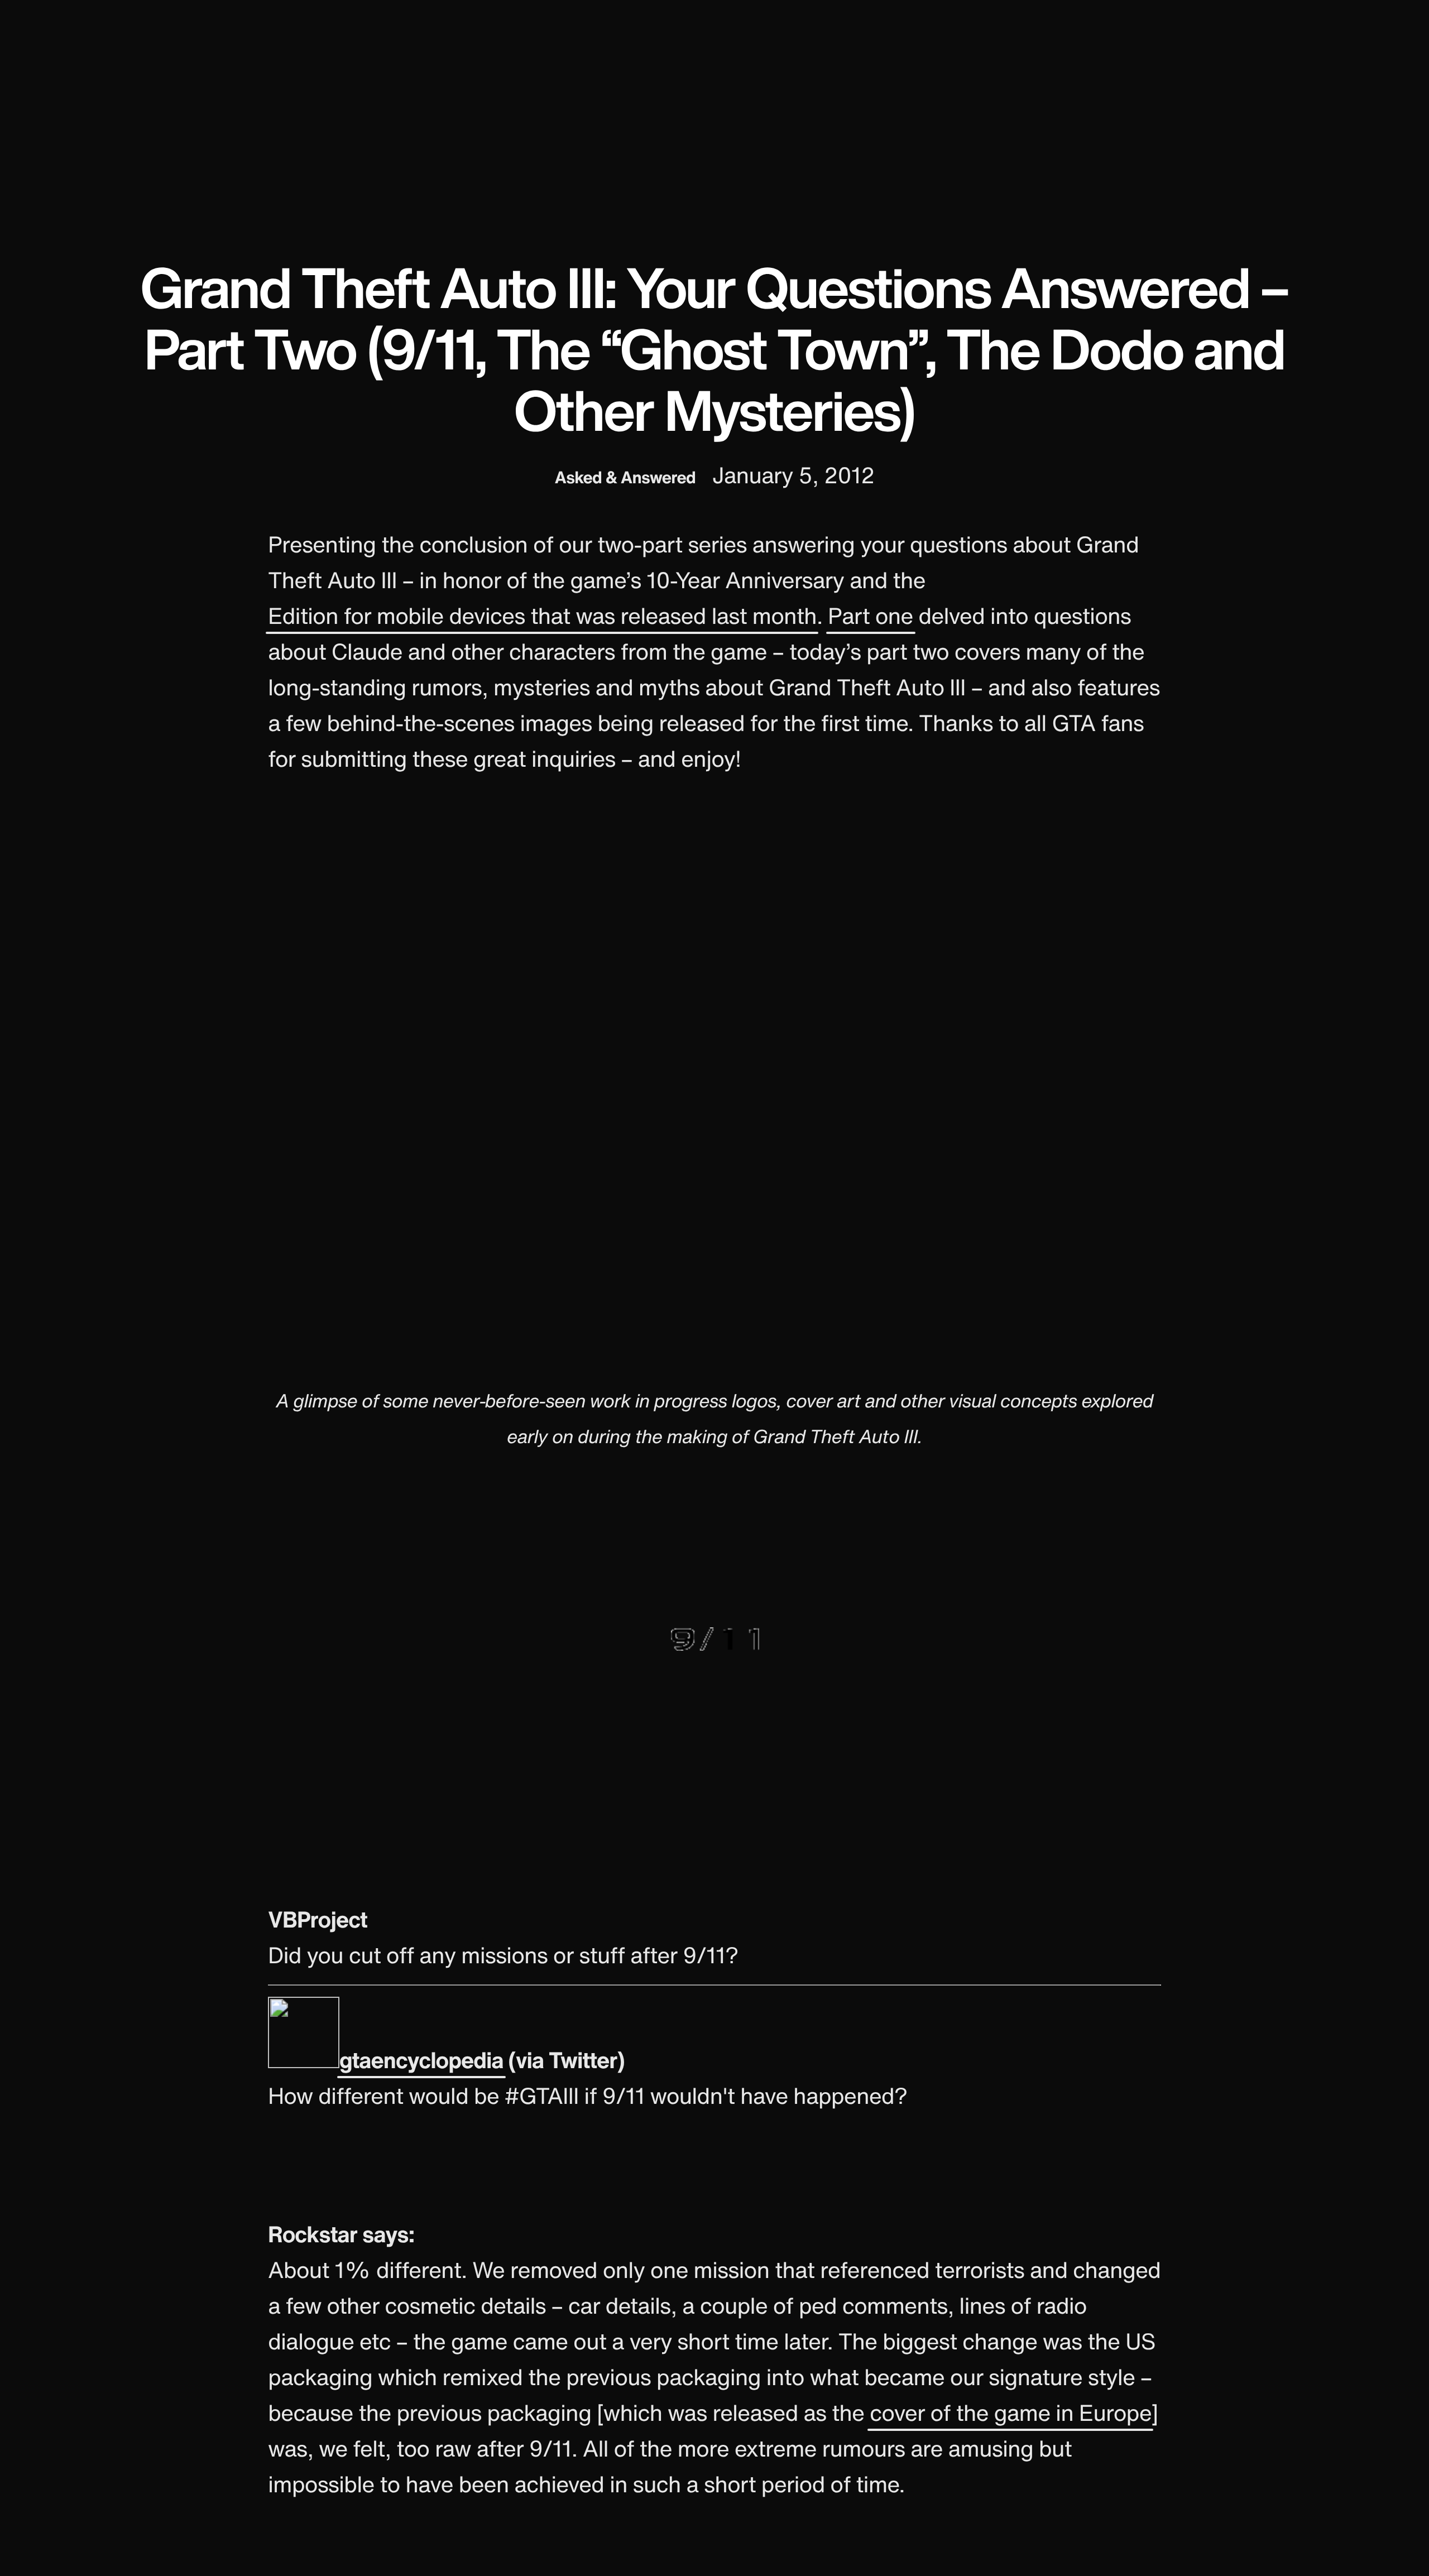 Grand Theft Auto III: Your Questions Answered –
Part Two (9/11, The “Ghost Town”, The Dodo and
Other Mysteries)
Asked & Answered January 5, 2012
Presenting the conclusion of our two-part series answering your questions about Grand
Theft Auto III – in honor of the game’s 10-Year Anniversary and the
Edition for mobile devices that was released last month. Part one delved into questions
about Claude and other characters from the game – today’s part two covers many of the
long-standing rumors, mysteries and myths about Grand Theft Auto III – and also features
a few behind-the-scenes images being released for the first time. Thanks to all GTA fans
for submitting these great inquiries – and enjoy!
A glimpse of some never-before-seen work in progress logos, cover art and other visual concepts explored
early on during the making of Grand Theft Auto III.
9/11
VBProject
Did you cut off any missions or stuff after 9/11?
gtaencyclopedia (via Twitter)
How different would be #GTAIII if 9/11 wouldn't have happened?
Rockstar says:
About 1% different. We removed only one mission that referenced terrorists and changed
a few other cosmetic details – car details, a couple of ped comments, lines of radio
dialogue etc – the game came out a very short time later. The biggest change was the US
packaging which remixed the previous packaging into what became our signature style –
because the previous packaging [which was released as the cover of the game in Europe]
was, we felt, too raw after 9/11. All of the more extreme rumours are amusing but
impossible to have been achieved in such a short period of time.